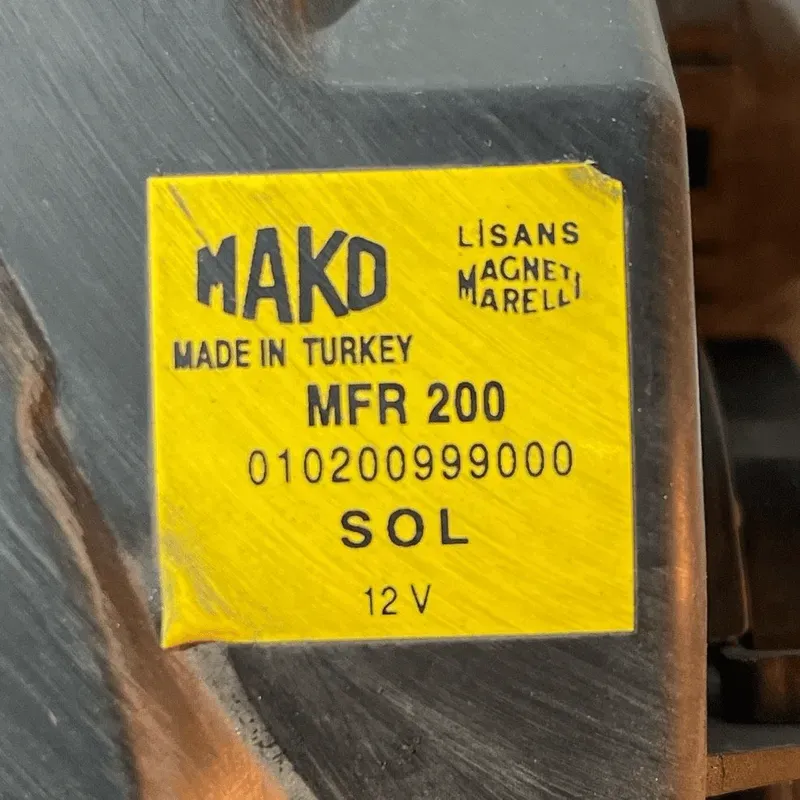 MAKO
LİSANS
MAGNETI
MARELLI
MADE IN TURKEY
MFR 200
010200999000
SOL
12 V